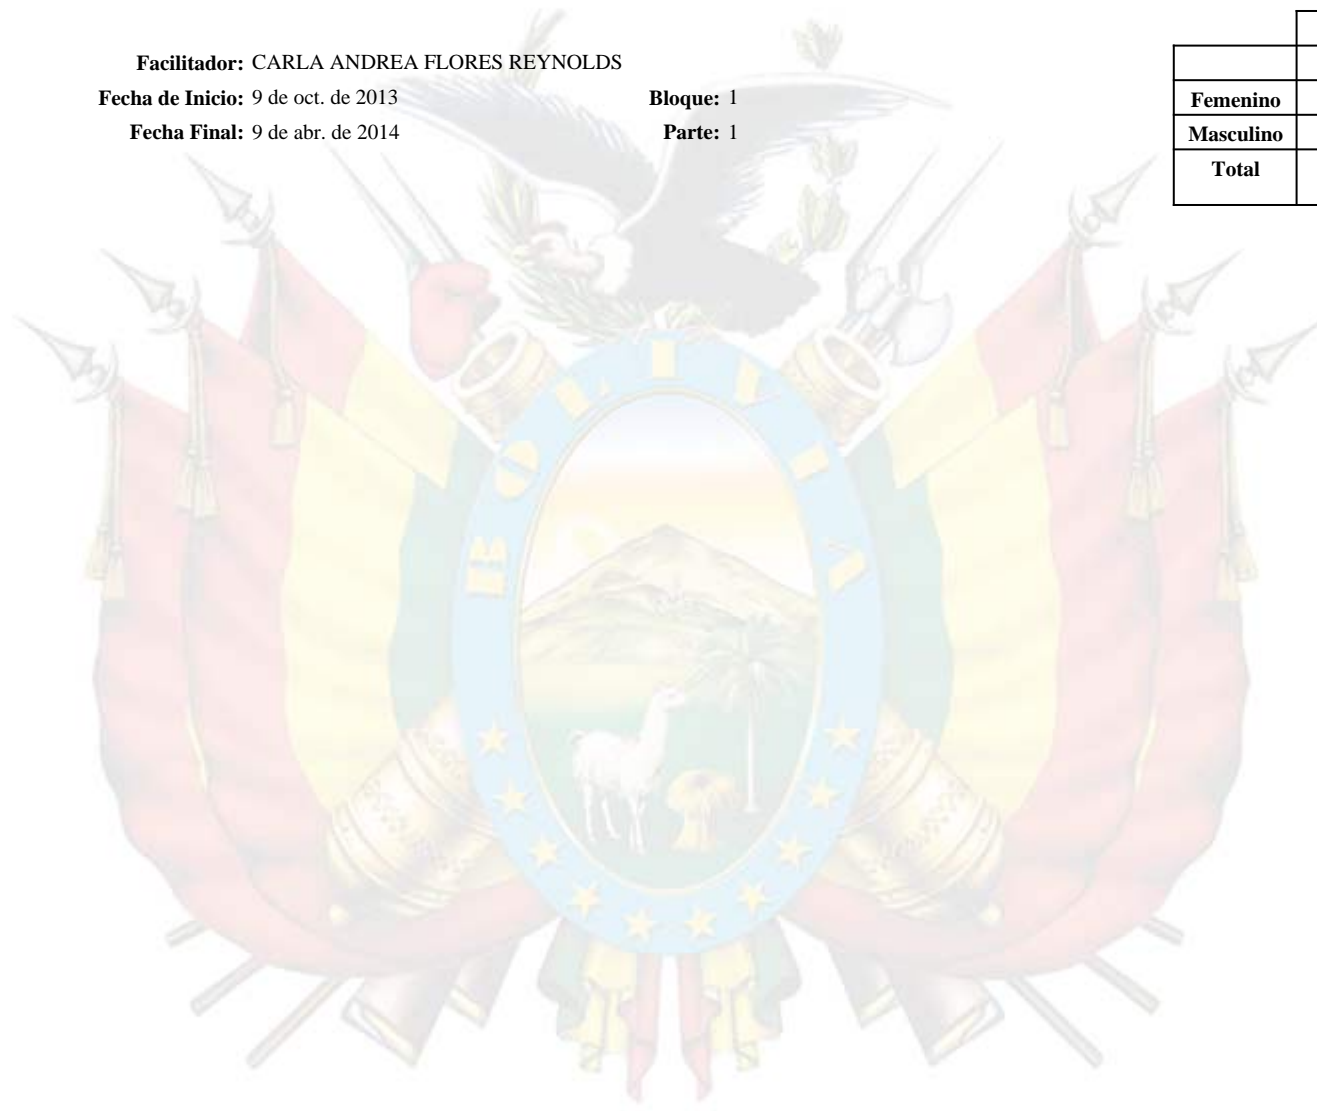 Facilitador: CARLA ANDREA FLORES REYNOLDS
Fecha de Inicio: 9 de oct. de 2013 Bloque: 1
Fecha Final: 9 de abr. de 2014 Parte: 1
Femenino
Masculino
Total
BOLIVIA